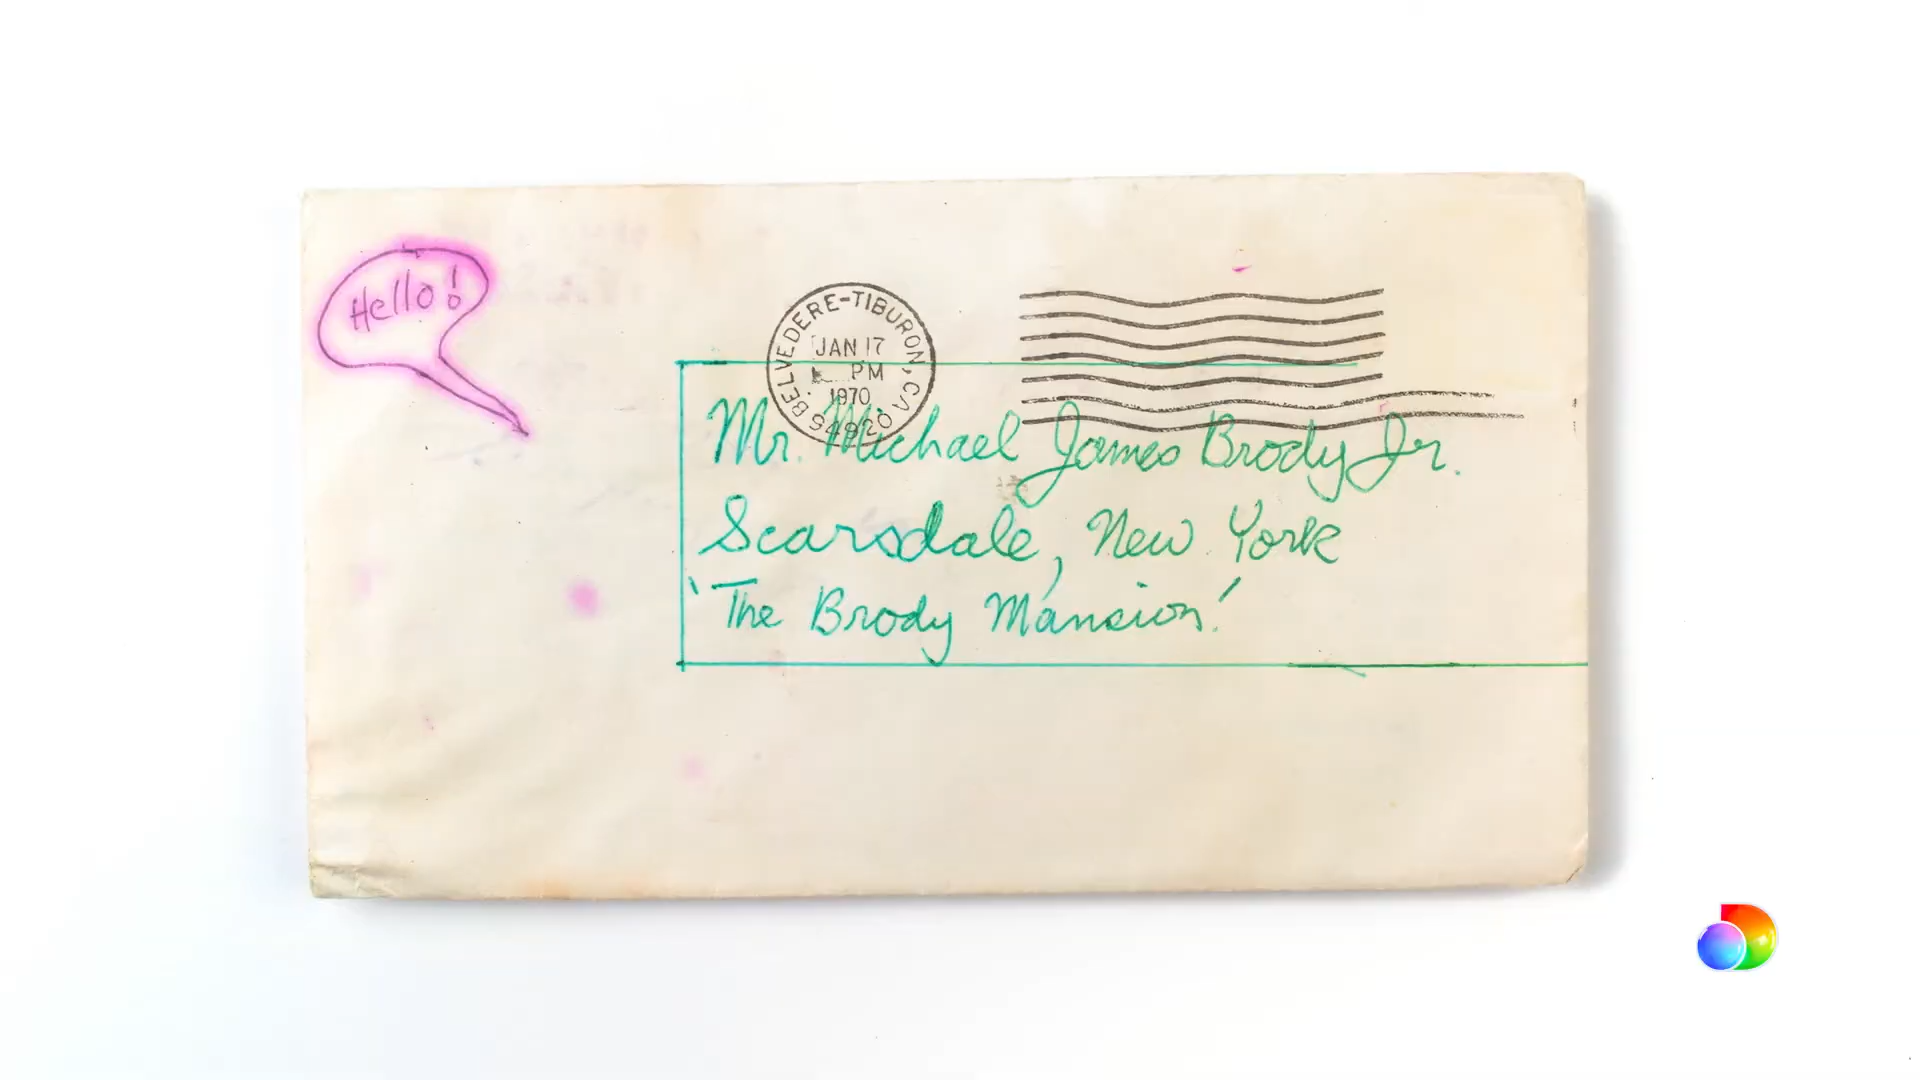 Hello!
BELVEDERE-TIBURON, CA
JAN 17
PM
1970
94920
Mr. Michael James Brody Jr.
Scarsdale, New York
'The Brody Mansion'